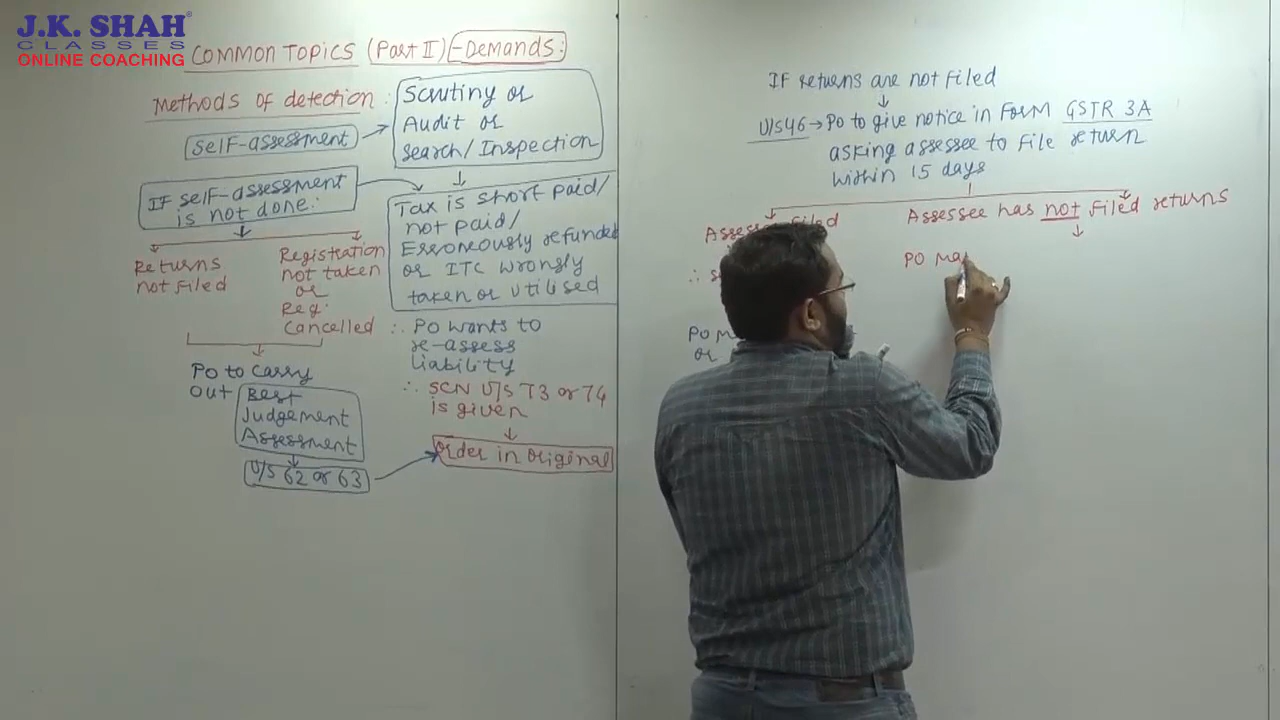 J.K. SHAH®
CLASSES
ONLINE COACHING
COMMON TOPICS (Part II) - Demands:
Methods of detection:
Self-assessment
Scrutiny or
Audit or
Search/Inspection
If self-assessment
is not done:
Tax is short paid/
not paid/
Erroneously refunded
or ITC wrongly
taken or utilised
Returns
not filed
Registration
not taken
or
Reg.
Cancelled
∴ PO wants to
re-assess
liability
PO to carry
out Best
Judgement
Assessment
U/S 62 or 63
∴ SCN U/S 73 or 74
is given
Order in Original
If returns are not filed
U/S 46 → PO to give notice in Form GSTR 3A
asking assessee to file return
within 15 days
filed
∴
PO
or
Assessee has not filed returns
PO ma